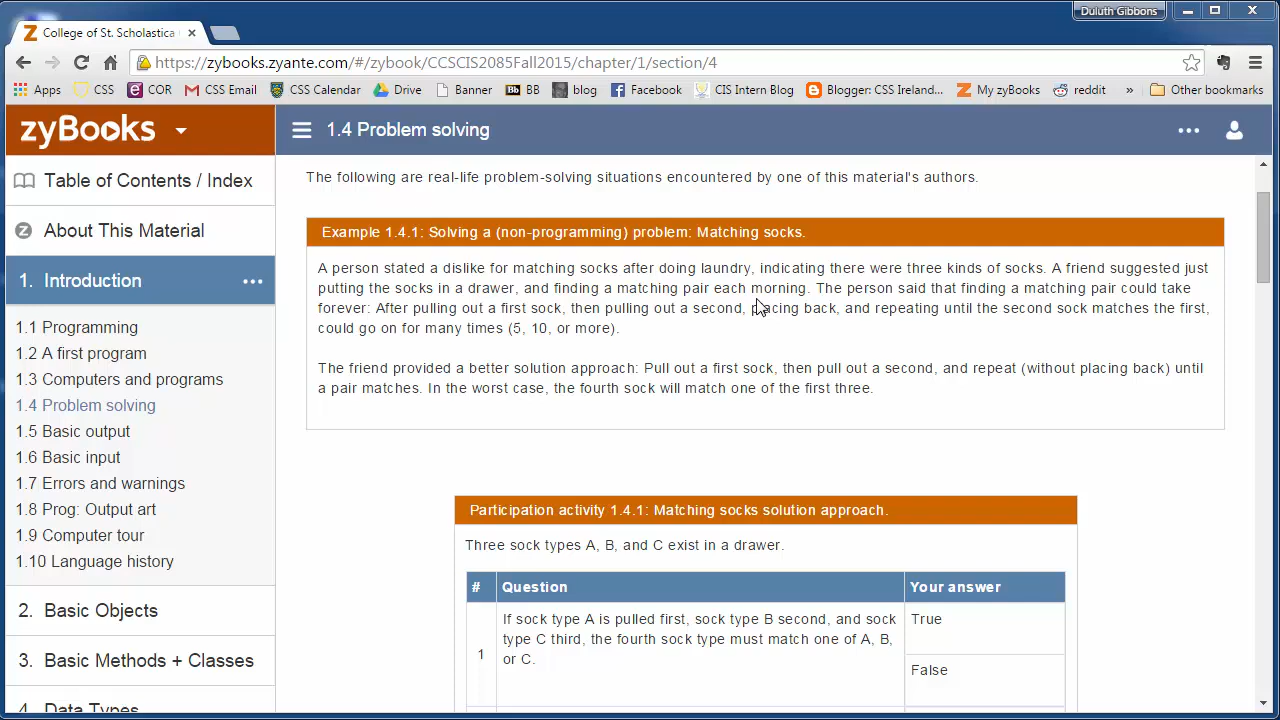 Duluth Gibbons
College of St. Scholastica
https://zybooks.zyante.com/#/zybook/CCSCIS2085Fall2015/chapter/1/section/4
Apps CSS COR CSS Email CSS Calendar Drive Banner Bb BB blog Facebook CIS Intern Blog Blogger: CSS Ireland... My zyBooks reddit » Other bookmarks
zyBooks
1.4 Problem solving
Table of Contents / Index
About This Material
1. Introduction
1.1 Programming
1.2 A first program
1.3 Computers and programs
1.4 Problem solving
1.5 Basic output
1.6 Basic input
1.7 Errors and warnings
1.8 Prog: Output art
1.9 Computer tour
1.10 Language history
2. Basic Objects
3. Basic Methods + Classes
4. Data Types
The following are real-life problem-solving situations encountered by one of this material's authors.
Example 1.4.1: Solving a (non-programming) problem: Matching socks.
A person stated a dislike for matching socks after doing laundry, indicating there were three kinds of socks. A friend suggested just
putting the socks in a drawer, and finding a matching pair each morning. The person said that finding a matching pair could take
forever: After pulling out a first sock, then pulling out a second, placing back, and repeating until the second sock matches the first,
could go on for many times (5, 10, or more).
The friend provided a better solution approach: Pull out a first sock, then pull out a second, and repeat (without placing back) until
a pair matches. In the worst case, the fourth sock will match one of the first three.
Participation activity 1.4.1: Matching socks solution approach.
Three sock types A, B, and C exist in a drawer.
# Question Your answer
1
If sock type A is pulled first, sock type B second, and sock
type C third, the fourth sock type must match one of A, B,
or C.
True
False